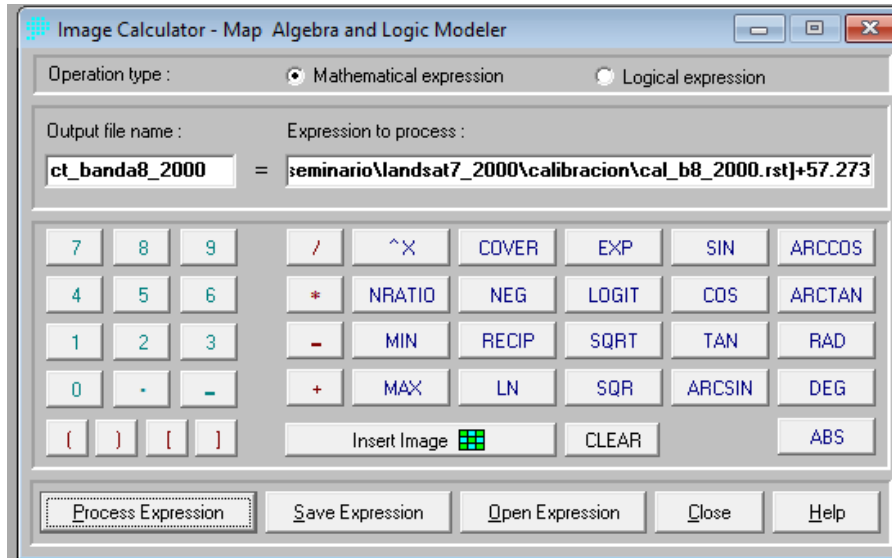 Image Calculator - Map Algebra and Logic Modeler
Operation type : Mathematical expression Logical expression
Output file name : Expression to process :
ct_banda8_2000 = seminario\landsat7_2000\calibracion\cal_b8_2000.rst]+57.273
7 8 9 / ^X COVER EXP SIN ARCCOS
4 5 6 * NRATIO NEG LOGIT COS ARCTAN
1 2 3 - MIN RECIP SQRT TAN RAD
0 . - + MAX LN SQR ARCSIN DEG
( ) [ ] Insert Image CLEAR ABS
Process Expression Save Expression Open Expression Close Help